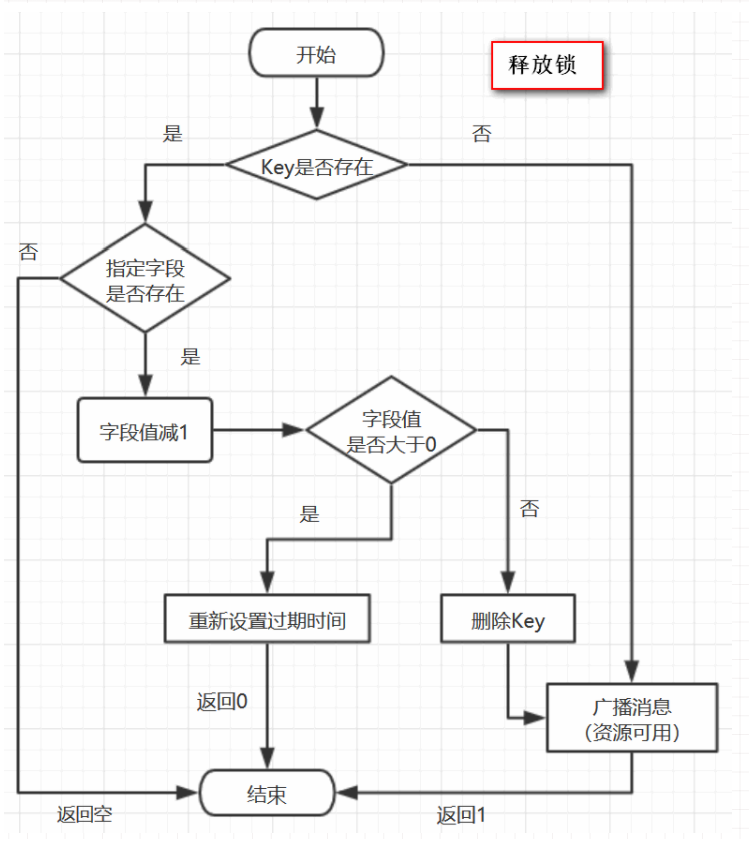 开始
释放锁
是
否
Key是否存在
否
指定字段
是否存在
是
字段值减1
字段值
是否大于0
是
否
重新设置过期时间
删除Key
返回0
广播消息
（资源可用）
结束
返回空
返回1